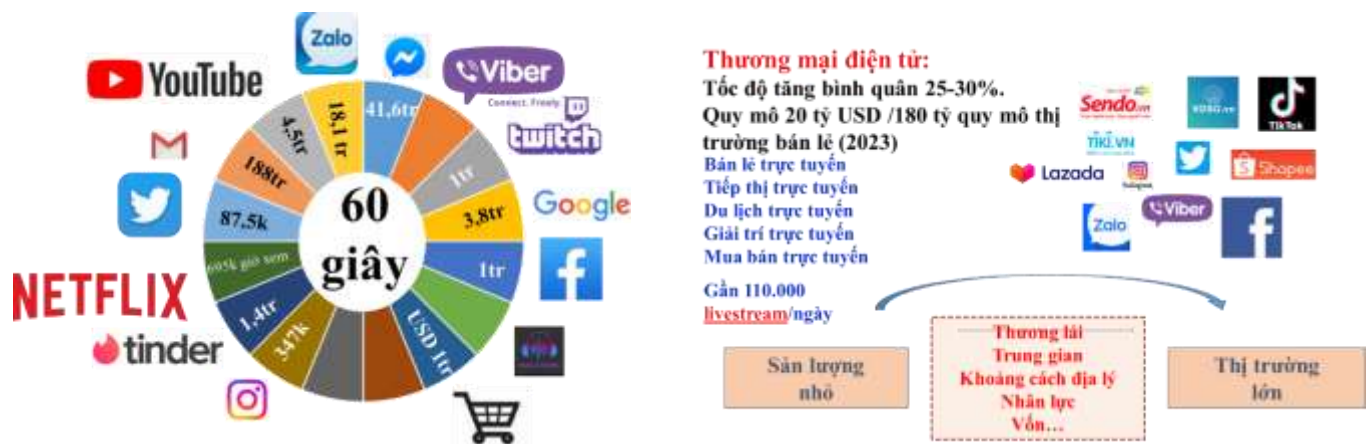 Zalo
YouTube
Viber
Connect. Freely.
twitch
Google
NETFLIX
tinder
60
giây
41,6tr
1tr
3,8tr
1tr
USD 1tr
347k
1,4tr
695k giờ xem
87,5k
188tr
4,5tr
18,1 tr
Thương mại điện tử:
Tốc độ tăng bình quân 25-30%.
Quy mô 20 tỷ USD /180 tỷ quy mô thị
trường bán lẻ (2023)
Bán lẻ trực tuyến
Tiếp thị trực tuyến
Du lịch trực tuyến
Giải trí trực tuyến
Mua bán trực tuyến
Gần 110.000
livestream/ngày
Sendo.vn
TikTok
TIKI.VN
Lazada
Shopee
Zalo
Viber
Sản lượng
nhỏ
Thương lái
Trung gian
Khoảng cách địa lý
Nhân lực
Vốn...
Thị trường
lớn